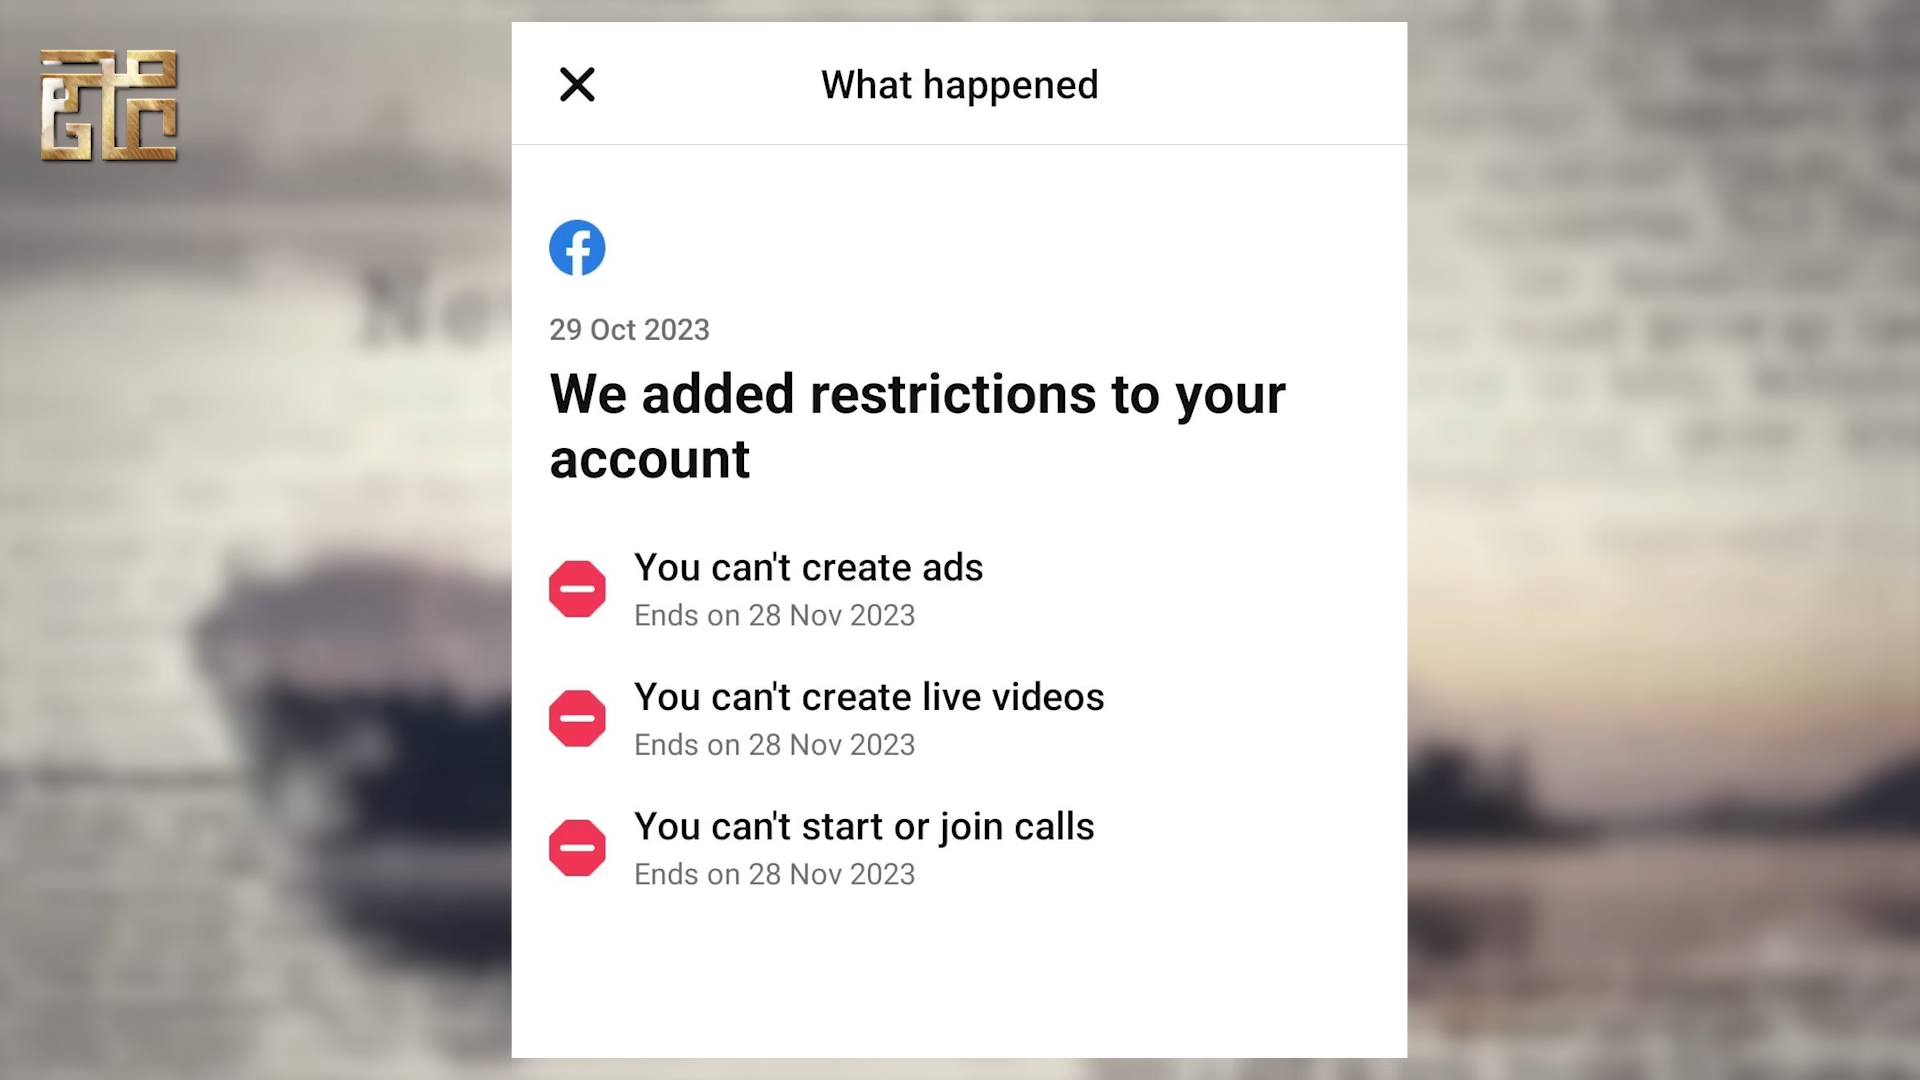 What happened
29 Oct 2023
We added restrictions to your
account
You can't create ads
Ends on 28 Nov 2023
You can't create live videos
Ends on 28 Nov 2023
You can't start or join calls
Ends on 28 Nov 2023